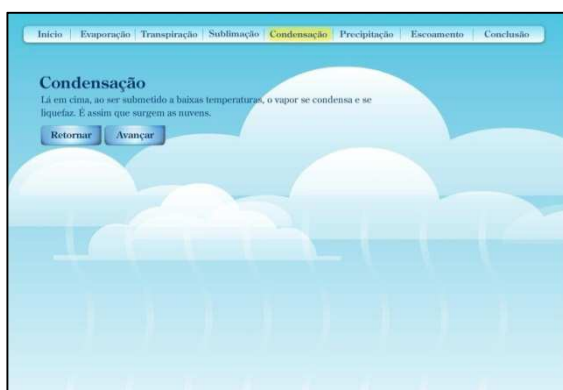 Início Evaporação Transpiração Sublimação Condensação Precipitação Escoamento Conclusão
Condensação
Lá em cima, ao ser submetido a baixas temperaturas, o vapor se condensa e se
liquefaz. É assim que surgem as nuvens.
Retornar Avançar